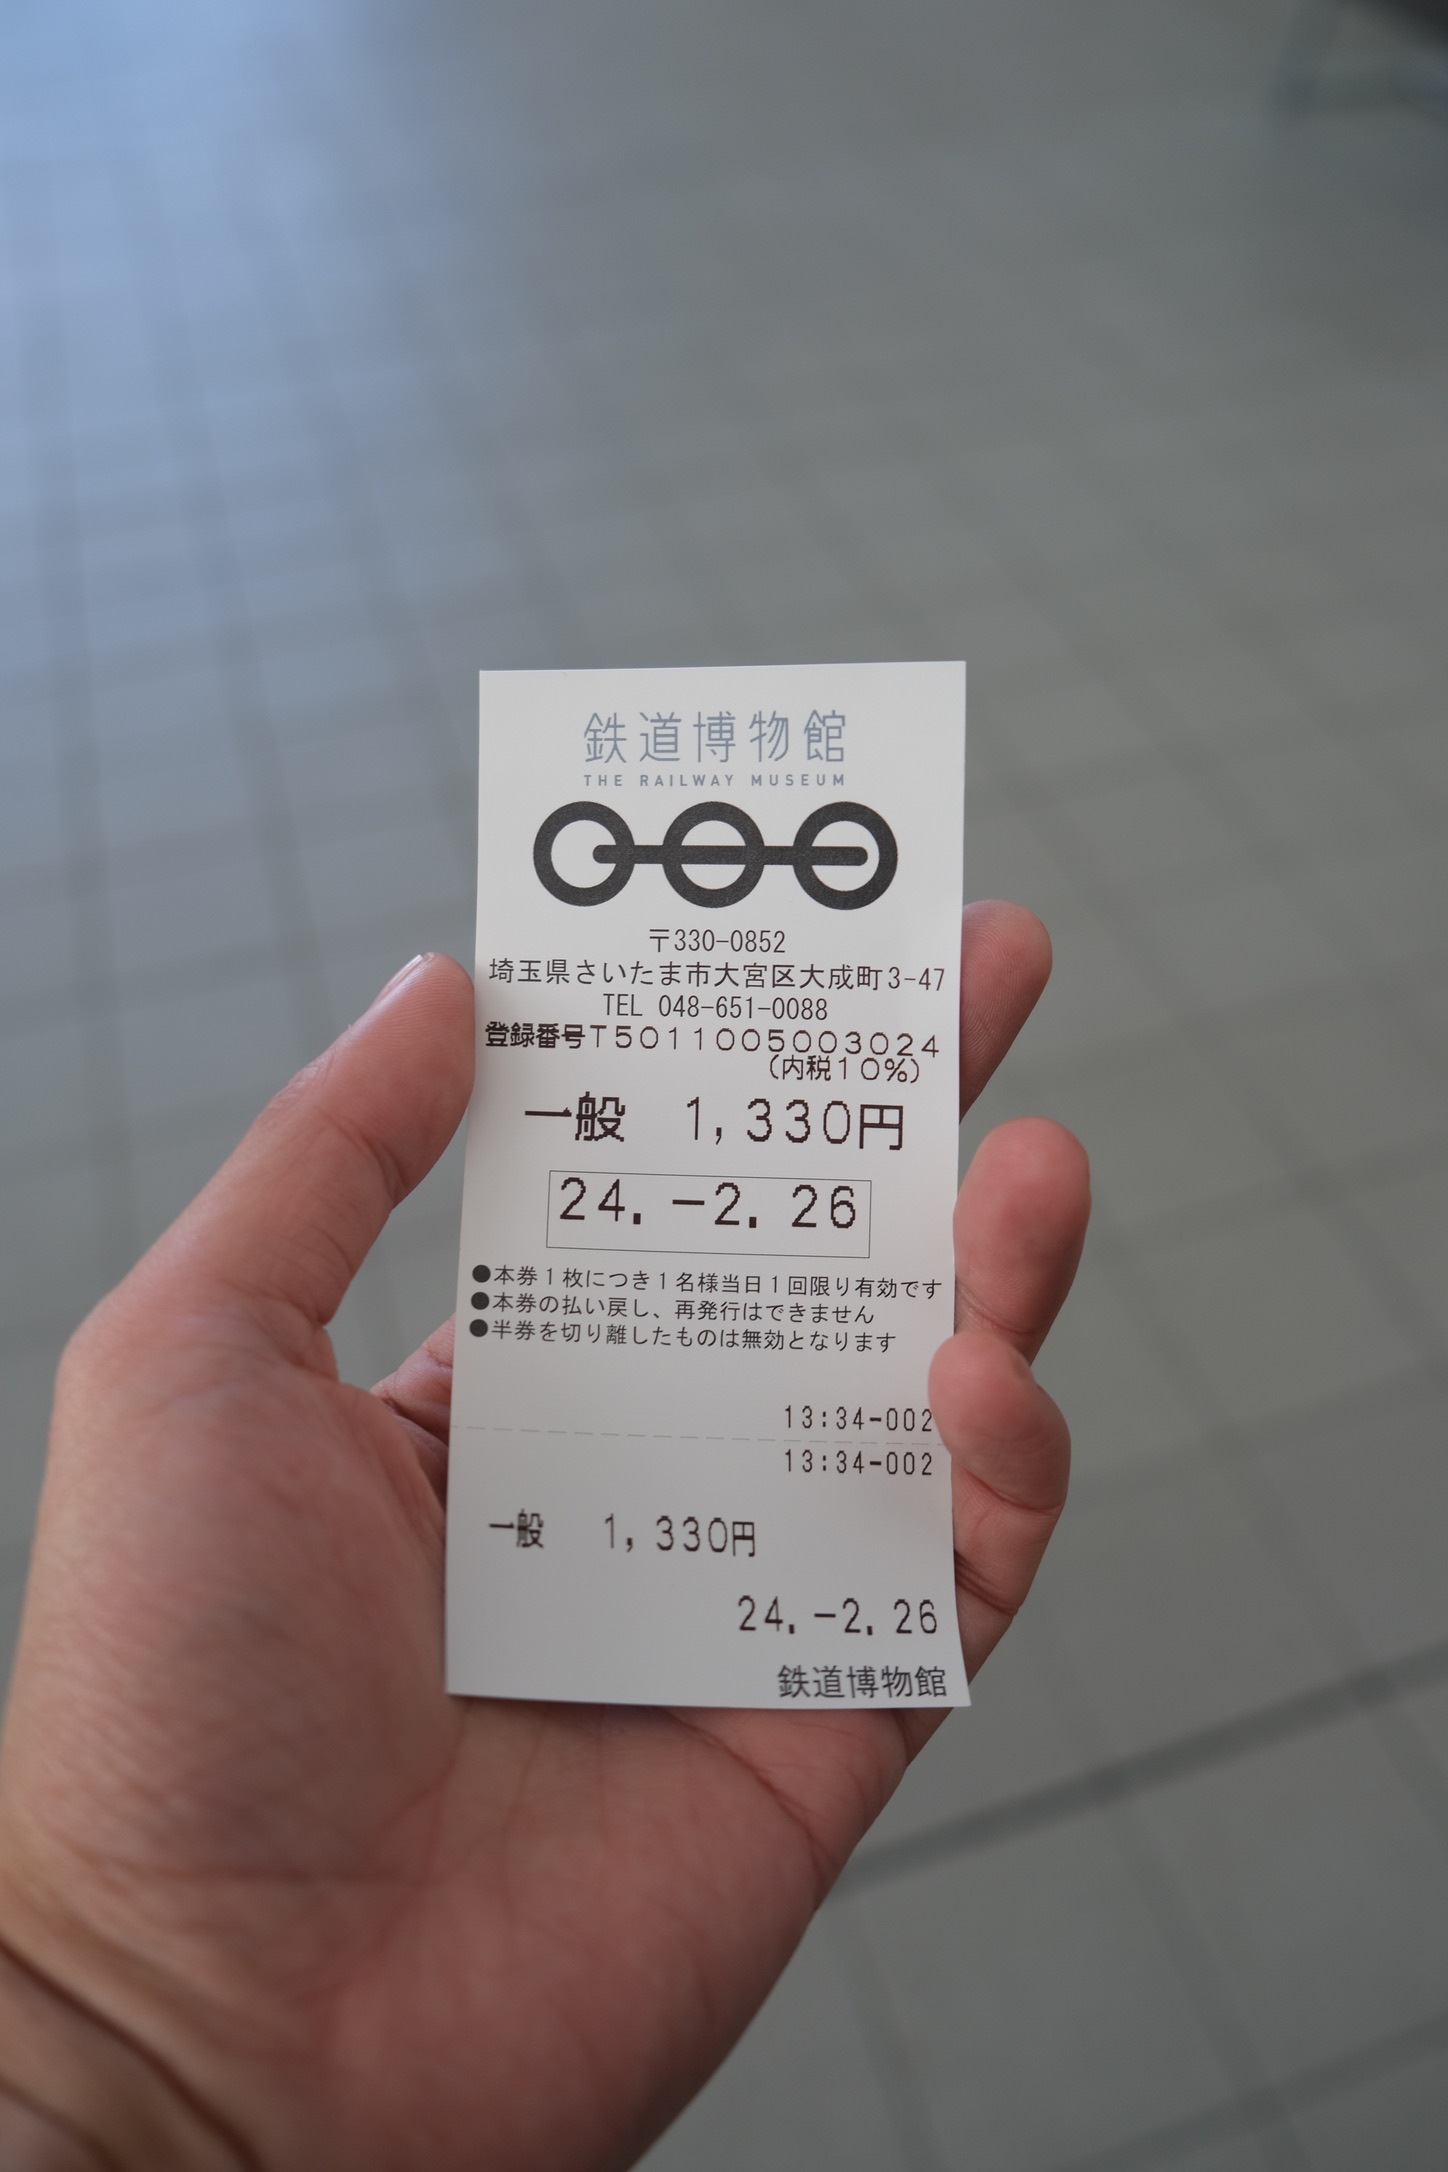 鉄道博物館
THE RAILWAY MUSEUM
〒330-0852
埼玉県さいたま市大宮区大成町3-47
TEL 048-651-0088
登録番号T5011005003024
(内税10%)
一般 1,330円
24.-2.26
●本券1枚につき1名様当日1回限り有効です
●本券の払い戻し、再発行はできません
●半券を切り離したものは無効となります
13:34-002
13:34-002
一般 1,330円
24.-2.26
鉄道博物館